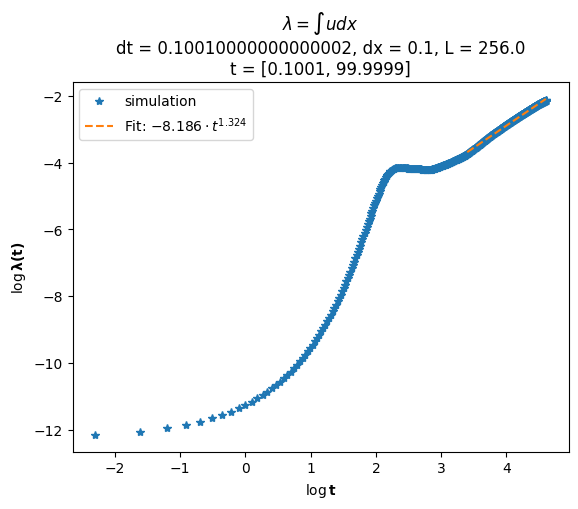 λ = ∫ udx
dt = 0.10010000000000002, dx = 0.1, L = 256.0
t = [0.1001, 99.9999]
simulation
Fit: −8.186 · t^1.324
log λ(t)
−2
−4
−6
−8
−10
−12
−2 −1 0 1 2 3 4
log t